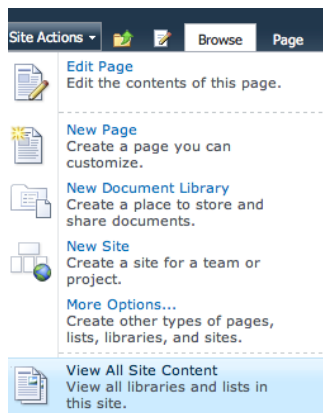 Site Actions Browse Page
Edit Page
Edit the contents of this page.
New Page
Create a page you can
customize.
New Document Library
Create a place to store and
share documents.
New Site
Create a site for a team or
project.
More Options...
Create other types of pages,
lists, libraries, and sites.
View All Site Content
View all libraries and lists in
this site.